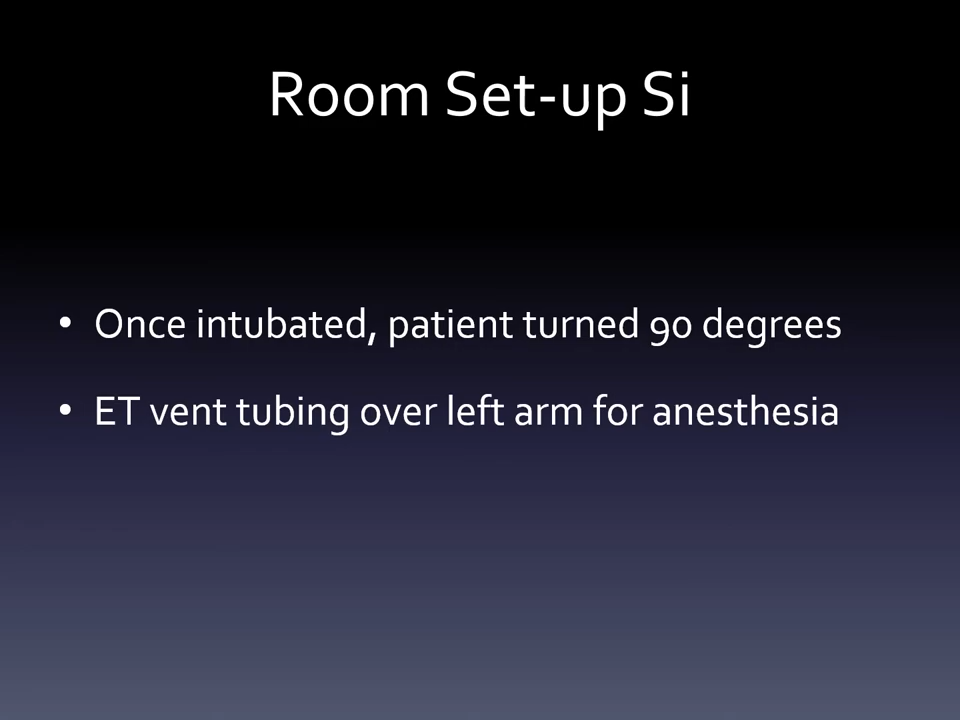 Room Set-up Si
• Once intubated, patient turned 90 degrees
• ET vent tubing over left arm for anesthesia